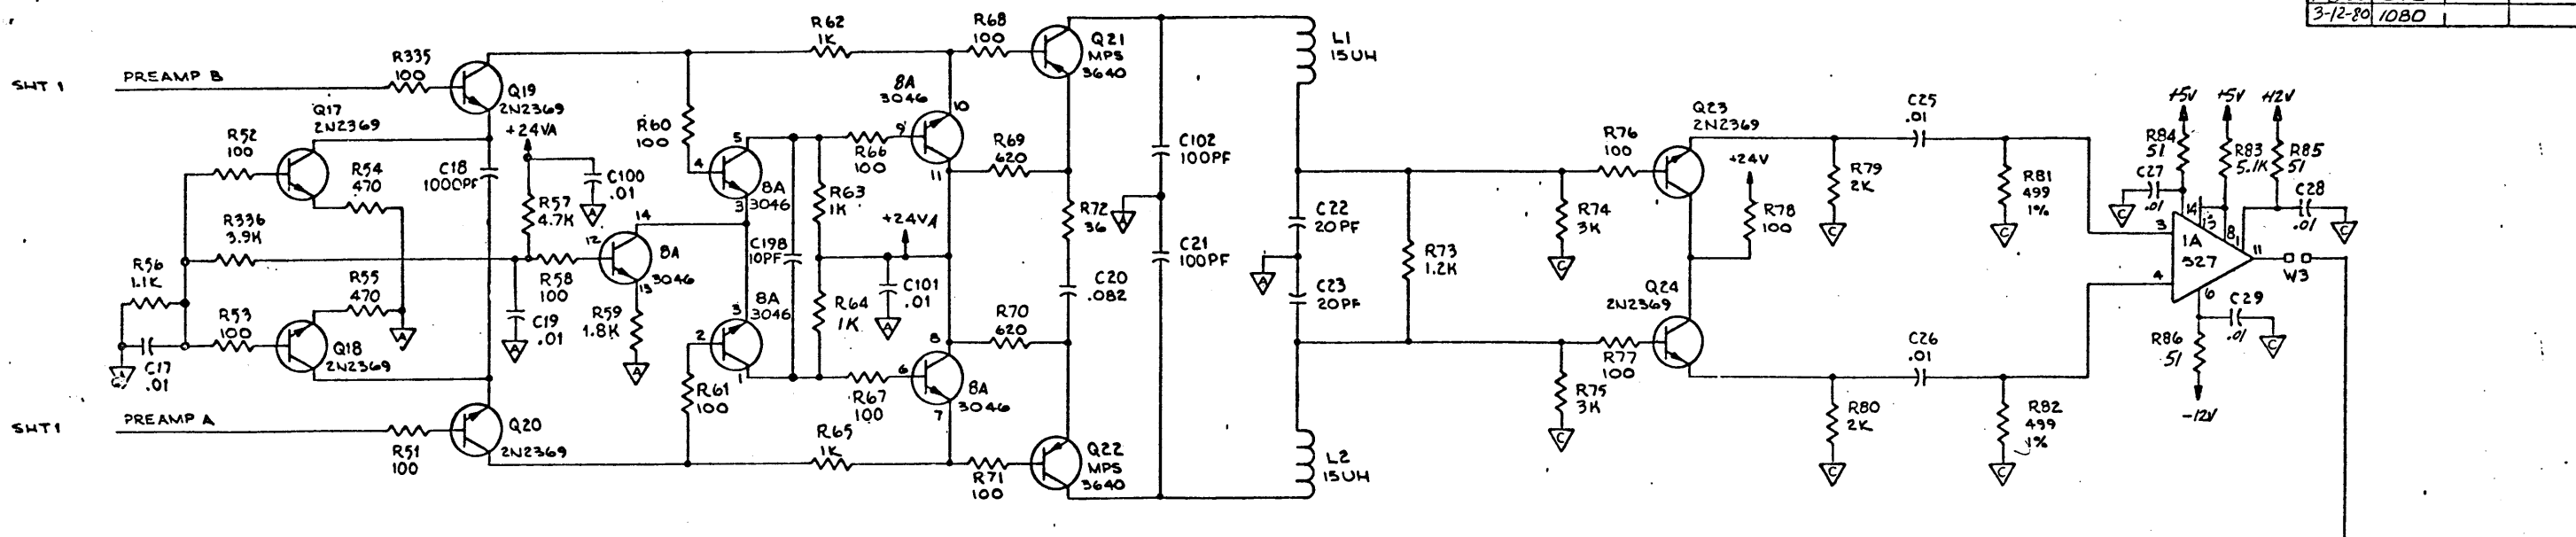 3-12-80 1080
SHT 1
PREAMP B
R335
100
Q19
2N2369
Q17
2N2369
R52
100
R54
470
C18
1000PF
+24VA
R57
4.7K
C100
.01
A
R336
3.9K
R56
1.1K
R55
470
A
R53
100
Q18
2N2369
C17
.01
C19
.01
A
R58
100
12
14
13
8A
3046
R59
1.8K
A
SHT 1
PREAMP A
R51
100
Q20
2N2369
R62
1K
R60
100
4
5
3
8A
3046
8A
3046
3
2
1
R61
100
C198
10PF
R63
1K
R64
1K
R66
100
+24VA
C101
.01
A
R67
100
R65
1K
8A
3046
10
9
11
8
6
7
8A
3046
R68
100
Q21
MPS
3640
R69
620
R70
620
R72
36
C20
.082
R71
100
Q22
MPS
3640
C102
100PF
A
C21
100PF
L1
15UH
C22
20PF
A
C23
20PF
L2
15UH
R73
1.2K
R74
3K
C
R75
3K
C
R76
100
Q23
2N2369
+24V
R78
100
Q24
2N2369
R77
100
R79
2K
C
R80
2K
C
C25
.01
C26
.01
R81
499
1%
C
R82
499
1%
C
+5V
+5V
+12V
R84
51
R83
5.1K
R85
51
C27
.01
C
C28
.01
C
14
13
8
1
3
4
1A
527
11
6
W3
C29
.01
C
R86
51
-12V